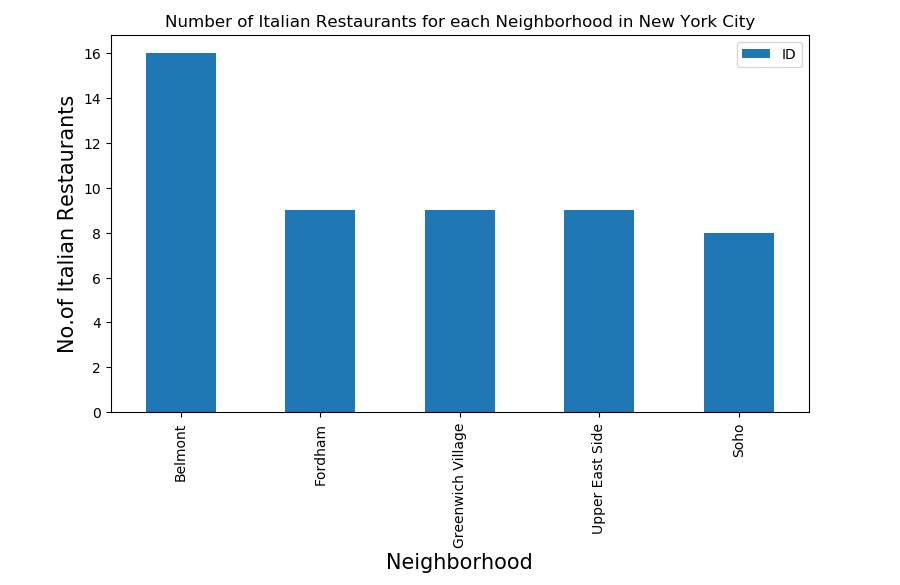 Number of Italian Restaurants for each Neighborhood in New York City
ID
No.of Italian Restaurants
16
14
12
10
8
6
4
2
0
Belmont
Fordham
Greenwich Village
Upper East Side
Soho
Neighborhood